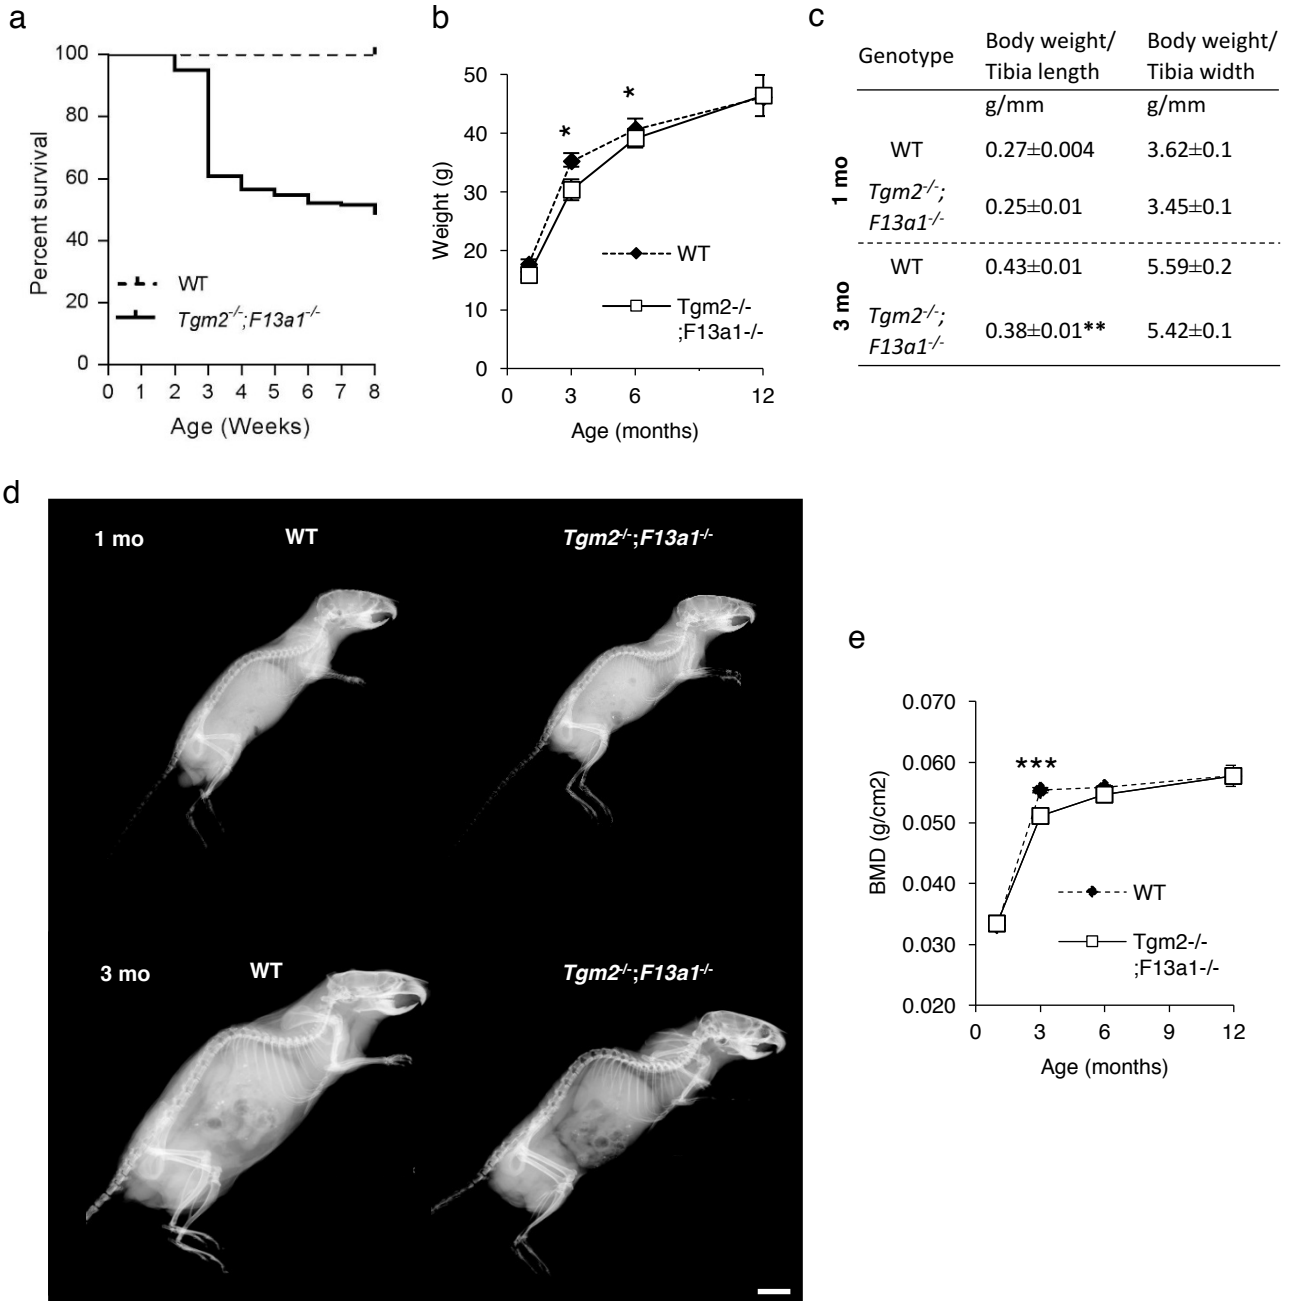 a
100
80
60
40
20
0
Percent survival
WT
Tgm2-/-;F13a1-/-
0 1 2 3 4 5 6 7 8
Age (Weeks)
b
50
40
30
20
10
0
Weight (g)
*
*
WT
Tgm2-/-
;F13a1-/-
0 3 6 12
Age (months)
c
Genotype
Body weight/
Tibia length
Body weight/
Tibia width
g/mm g/mm
1 mo
WT 0.27±0.004 3.62±0.1
Tgm2-/-;
F13a1-/-
0.25±0.01 3.45±0.1
3 mo
WT 0.43±0.01 5.59±0.2
Tgm2-/-;
F13a1-/-
0.38±0.01** 5.42±0.1
d
1 mo WT Tgm2-/-;F13a1-/-
3 mo WT Tgm2-/-;F13a1-/-
e
0.070
0.060
0.050
0.040
0.030
0.020
BMD (g/cm2)
***
WT
Tgm2-/-
;F13a1-/-
0 3 6 9 12
Age (months)